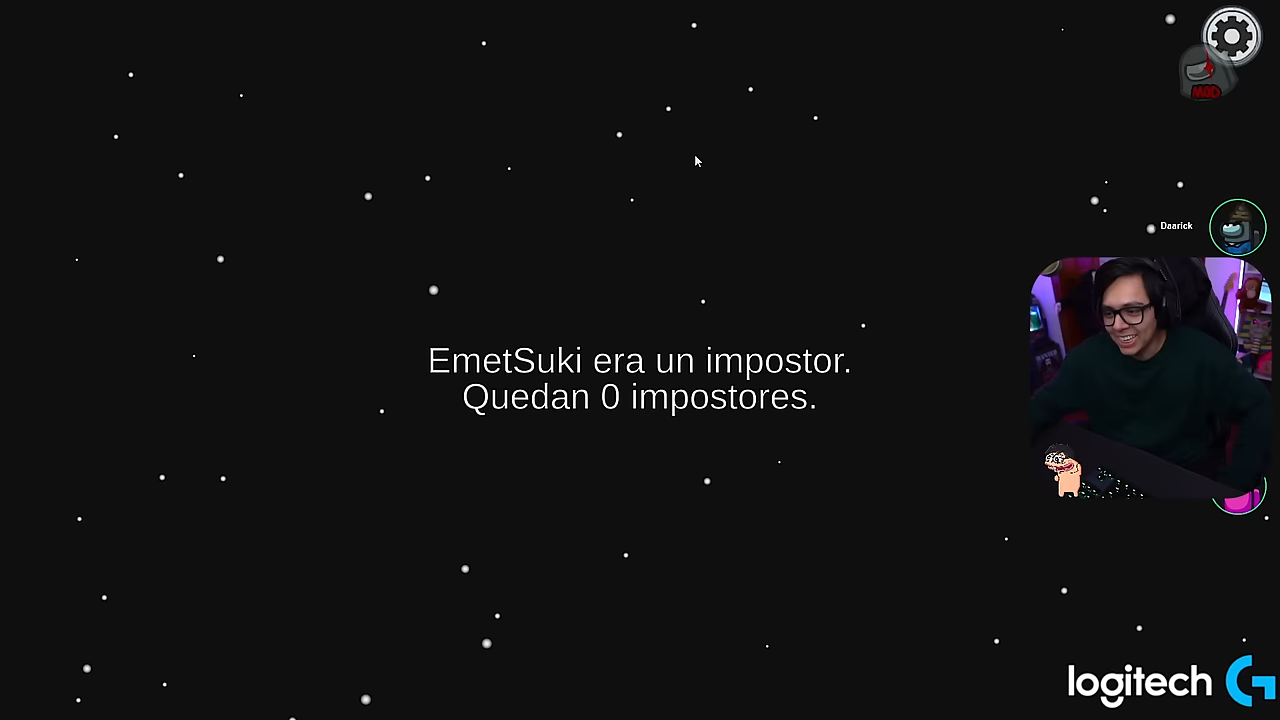 MOD
Daarick
EmetSuki era un impostor.
Quedan 0 impostores.
logitech G